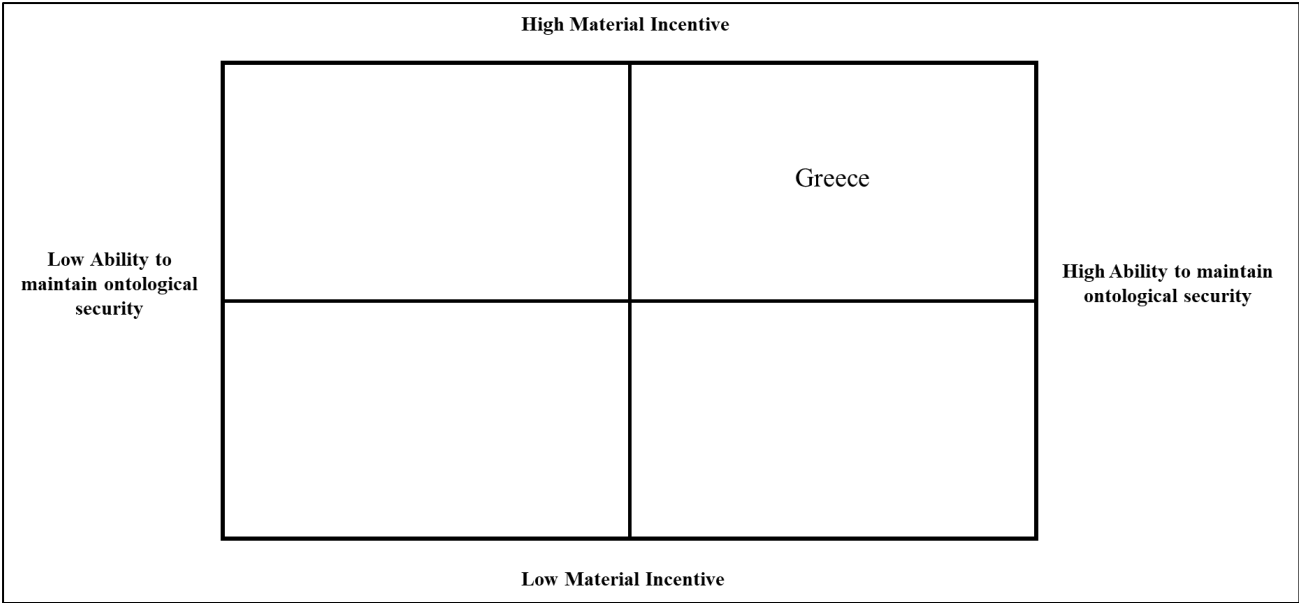 High Material Incentive
Greece
Low Ability to
maintain ontological
security
High Ability to maintain
ontological security
Low Material Incentive